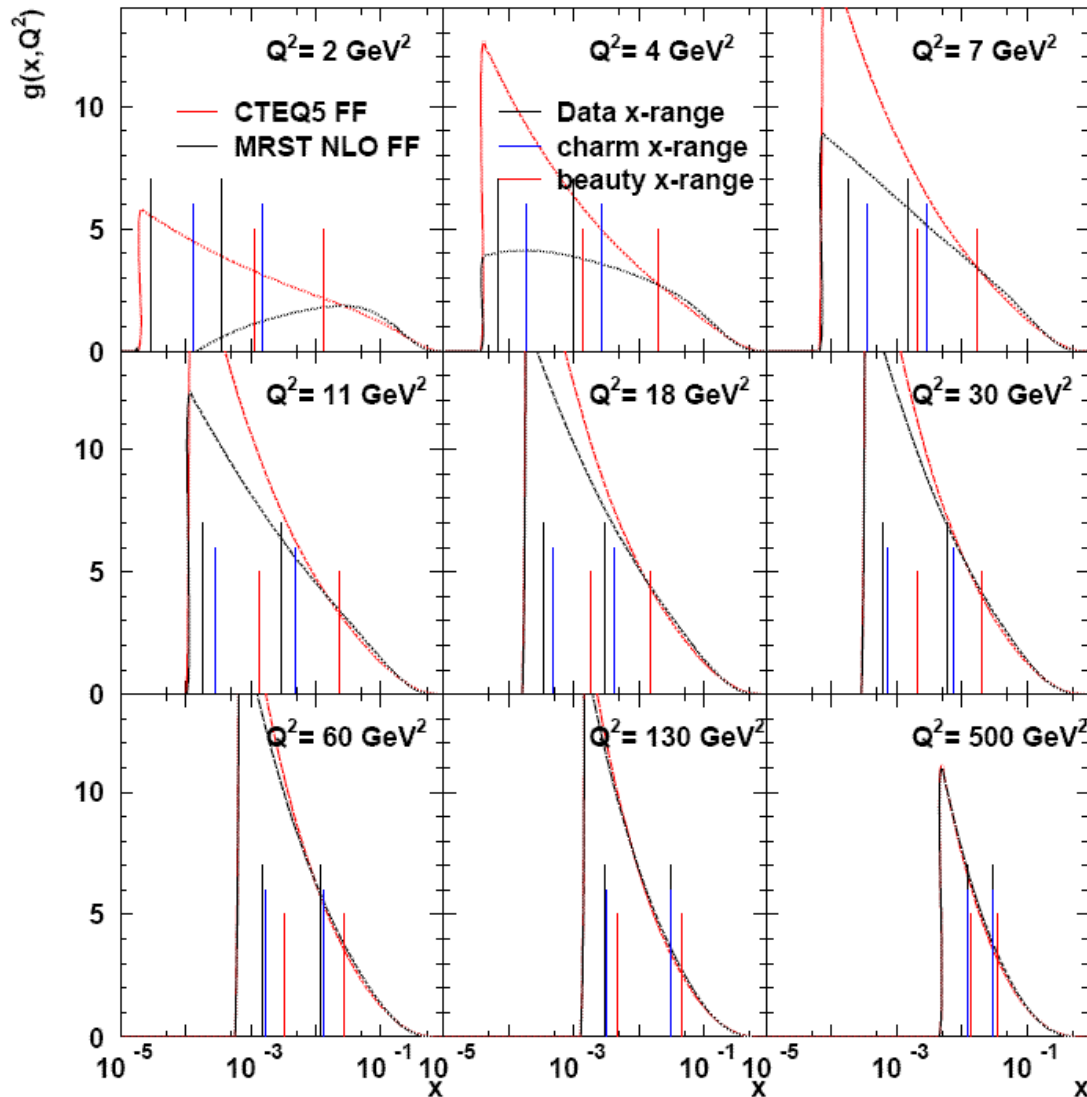 g(x,Q²)
Q²= 2 GeV²
Q²= 4 GeV²
Q²= 7 GeV²
CTEQ5 FF
MRST NLO FF
Data x-range
charm x-range
beauty x-range
10
5
0
Q²= 11 GeV²
Q²= 18 GeV²
Q²= 30 GeV²
10
5
0
Q²= 60 GeV²
Q²= 130 GeV²
Q²= 500 GeV²
10
5
0
10⁻⁵ 10⁻³ 10⁻¹ 10⁻⁵ 10⁻³ 10⁻¹ 10⁻⁵ 10⁻³ 10⁻¹
x x x